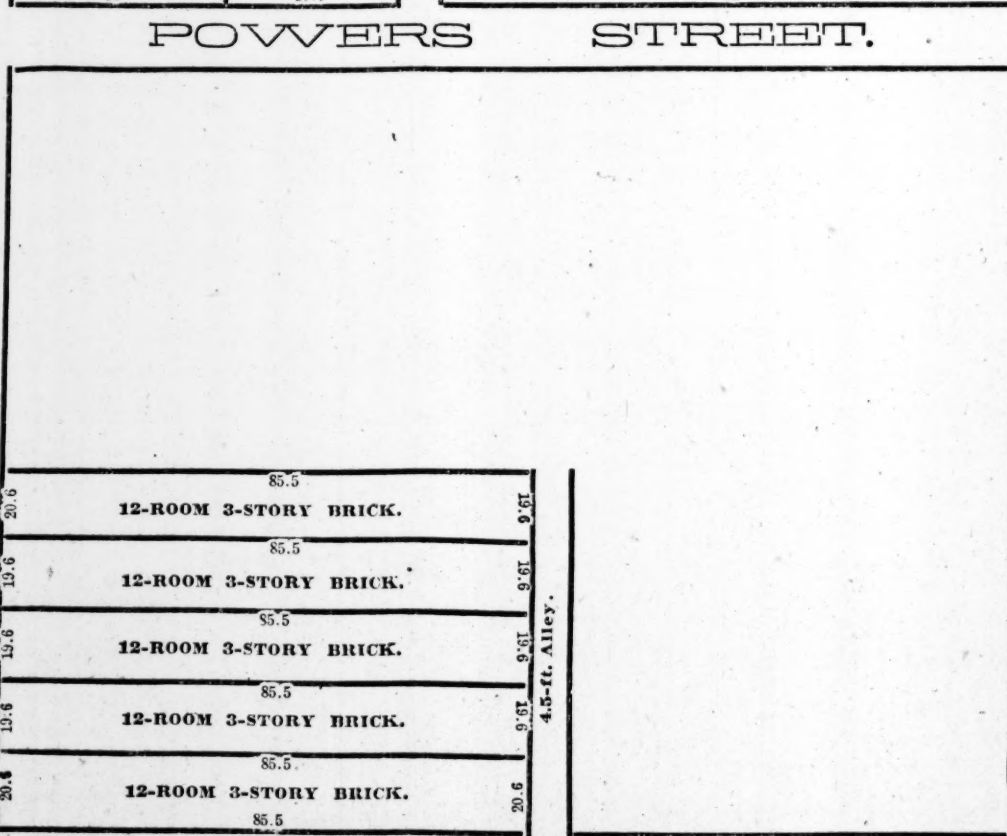 POWERS STREET.
85.5
20.6 12-ROOM 3-STORY BRICK. 19.6
85.5
19.6 12-ROOM 3-STORY BRICK. 19.6
85.5
19.6 12-ROOM 3-STORY BRICK. 19.6
85.5
19.6 12-ROOM 3-STORY BRICK. 19.6
85.5
20.6 12-ROOM 3-STORY BRICK. 20.6
85.5
4.5-ft. Alley.